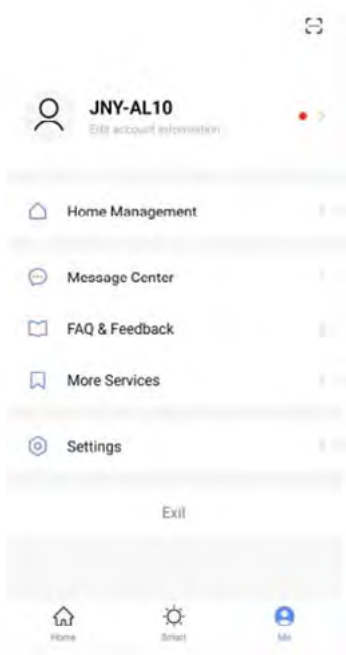 JNY-AL10
Edit account information
Home Management
Message Center
FAQ & Feedback
More Services
Settings
Exit
Home
Smart
Me